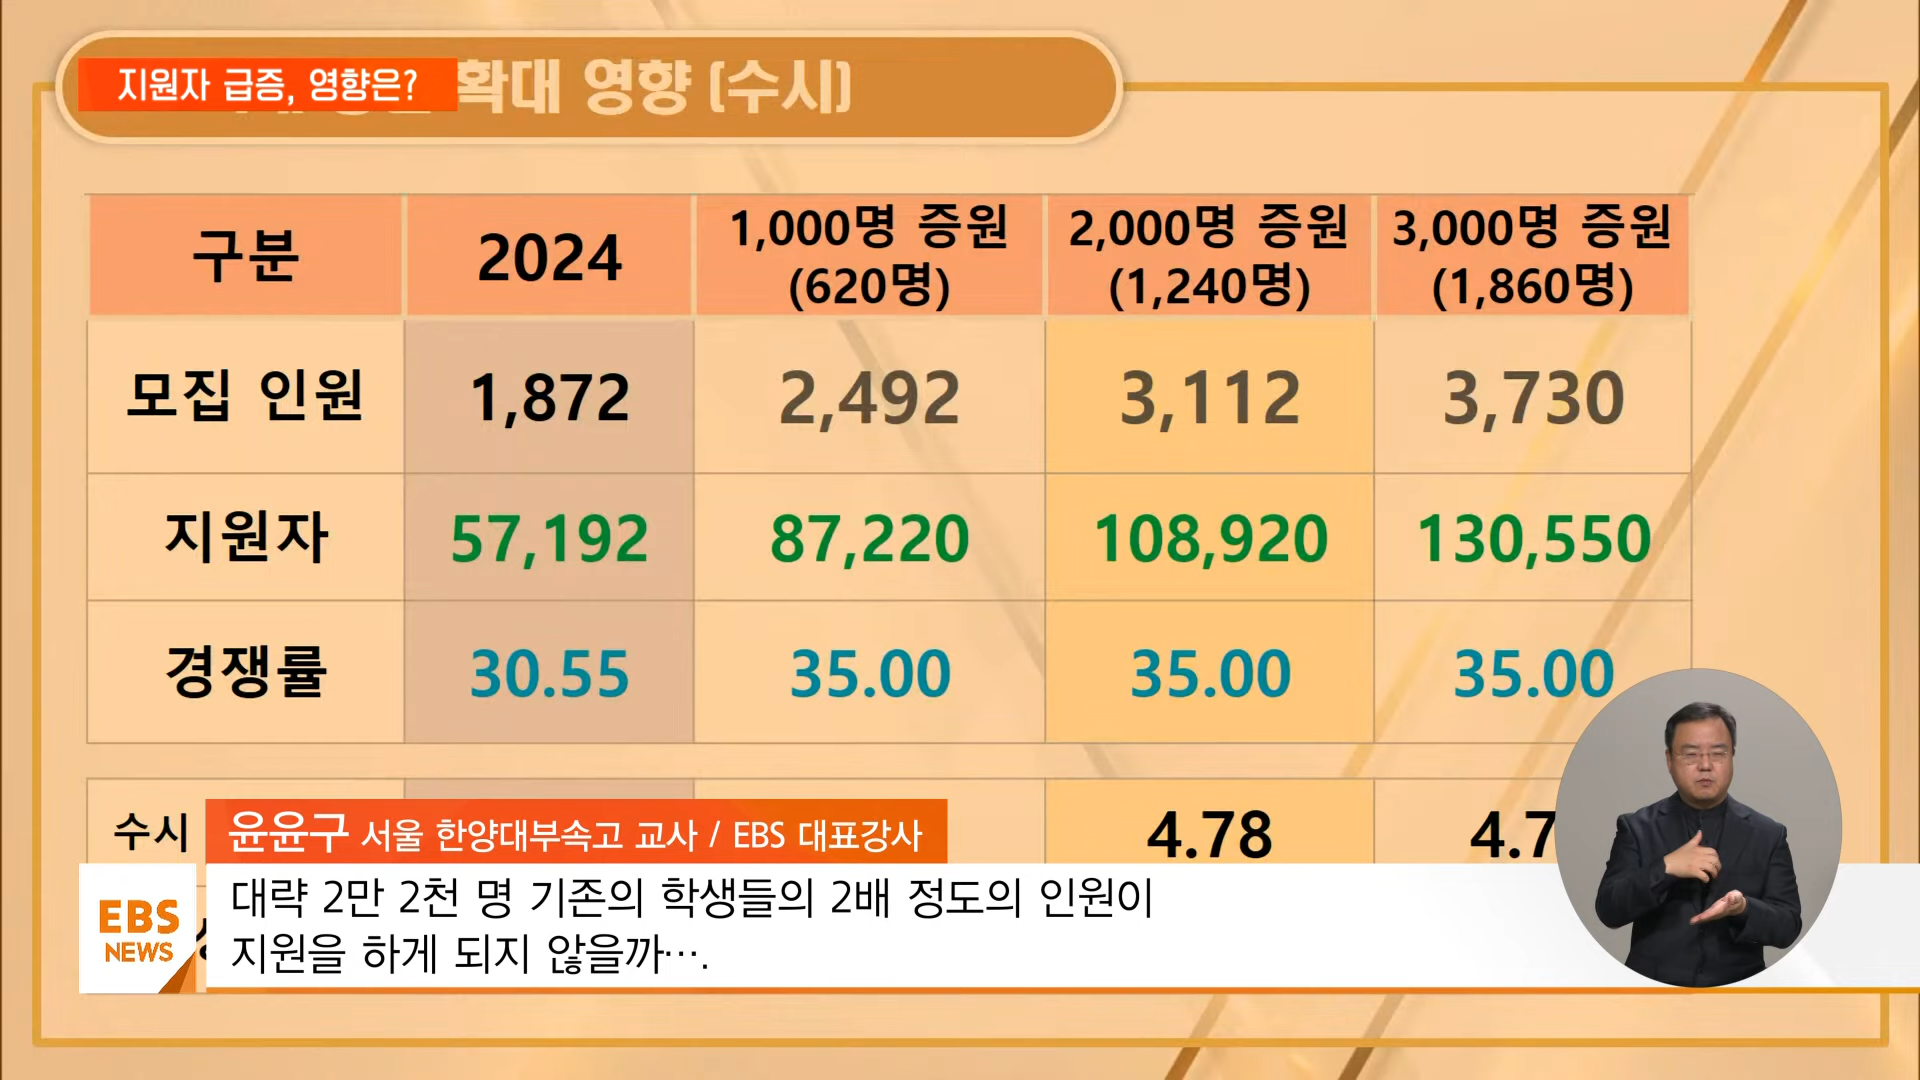 지원자 급증, 영향은?
확대 영향 (수시)
구분 2024 1,000명 증원 (620명) 2,000명 증원 (1,240명) 3,000명 증원 (1,860명)
모집 인원 1,872 2,492 3,112 3,730
지원자 57,192 87,220 108,920 130,550
경쟁률 30.55 35.00 35.00 35.00
수시 4.78 4.7
윤윤구 서울 한양대부속고 교사 / EBS 대표강사
EBS NEWS
대략 2만 2천 명 기존의 학생들의 2배 정도의 인원이
지원을 하게 되지 않을까….